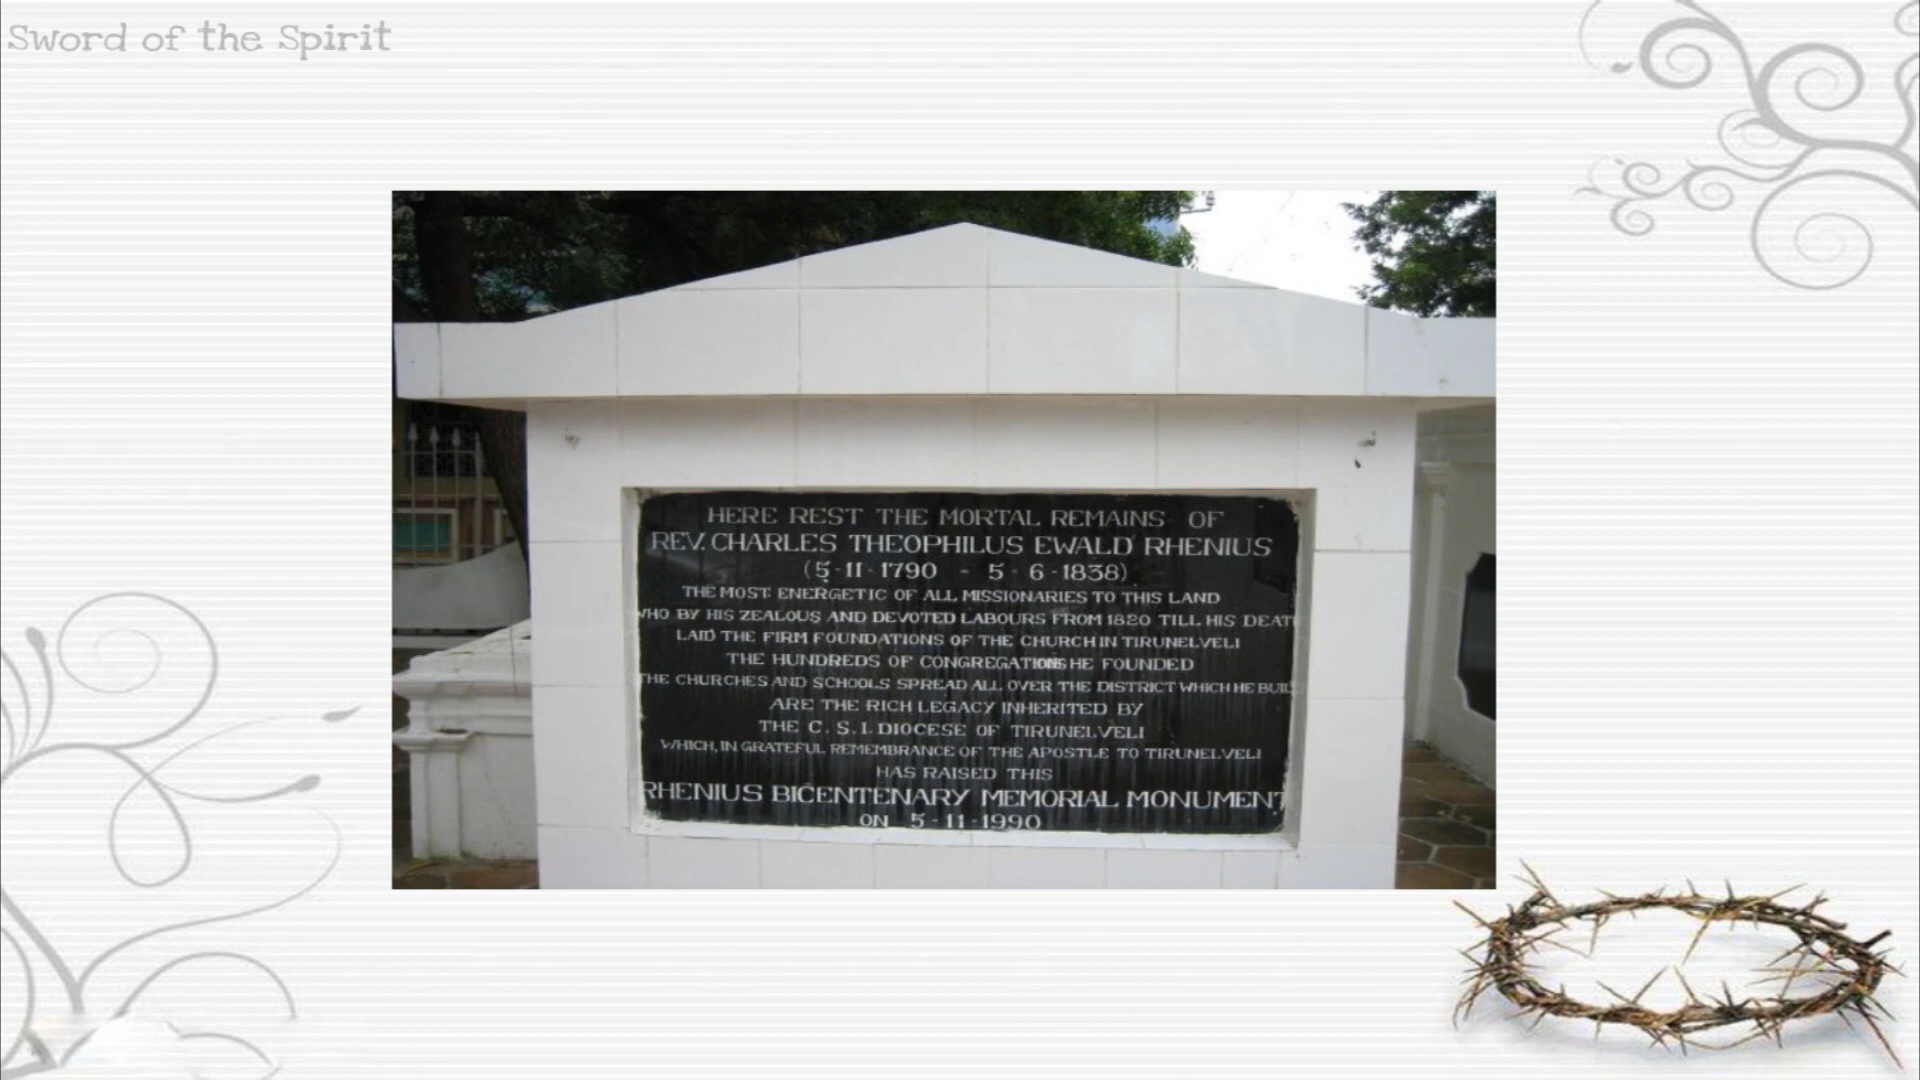 Sword of the Spirit
HERE REST THE MORTAL REMAINS OF
REV. CHARLES THEOPHILUS EWALD RHENIUS
(5-11-1790 - 5-6-1838)
THE MOST ENERGETIC OF ALL MISSIONARIES TO THIS LAND
WHO BY HIS ZEALOUS AND DEVOTED LABOURS FROM 1820 TILL HIS DEATH
LAID THE FIRM FOUNDATIONS OF THE CHURCH IN TIRUNELVELI
THE HUNDREDS OF CONGREGATIONS HE FOUNDED
THE CHURCHES AND SCHOOLS SPREAD ALL OVER THE DISTRICT WHICH HE BUILT
ARE THE RICH LEGACY INHERITED BY
THE C.S.I. DIOCESE OF TIRUNELVELI
WHICH, IN GRATEFUL REMEMBRANCE OF THE APOSTLE TO TIRUNELVELI
HAS RAISED THIS
RHENIUS BICENTENARY MEMORIAL MONUMENT
ON 5-11-1990